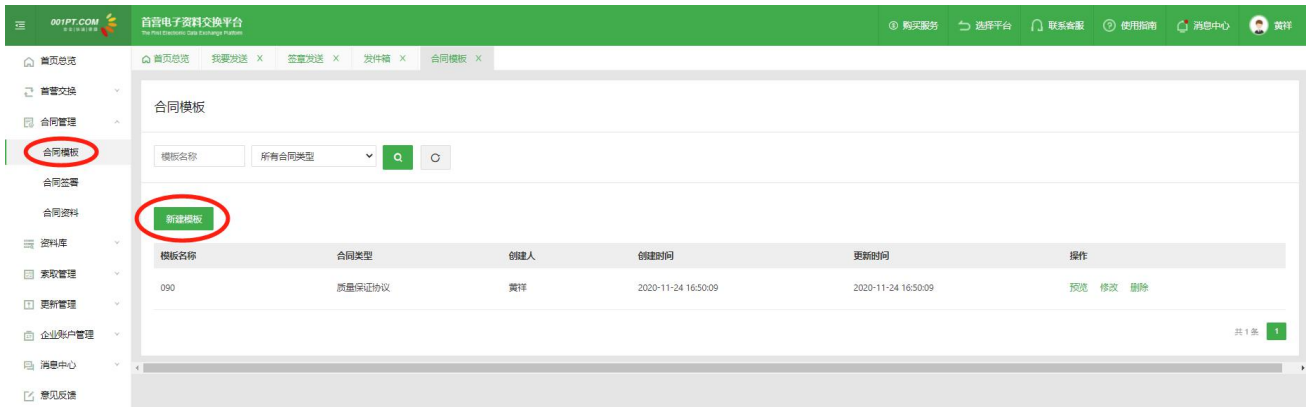 001PT.COM
首营电子资料交换平台
The First Electronic Data Exchange Platform
购买服务 选择平台 联系客服 使用指南 消息中心 黄祥
首页总览 我要发送 X 签章发送 X 发件箱 X 合同模板 X
首页总览
首营交换
合同管理
合同模板
合同签署
合同资料
资料库
索取管理
更新管理
企业账户管理
消息中心
意见反馈
合同模板
模板名称 所有合同类型
新建模板
模板名称 合同类型 创建人 创建时间 更新时间 操作
090 质量保证协议 黄祥 2020-11-24 16:50:09 2020-11-24 16:50:09 预览 修改 删除
共1条 1